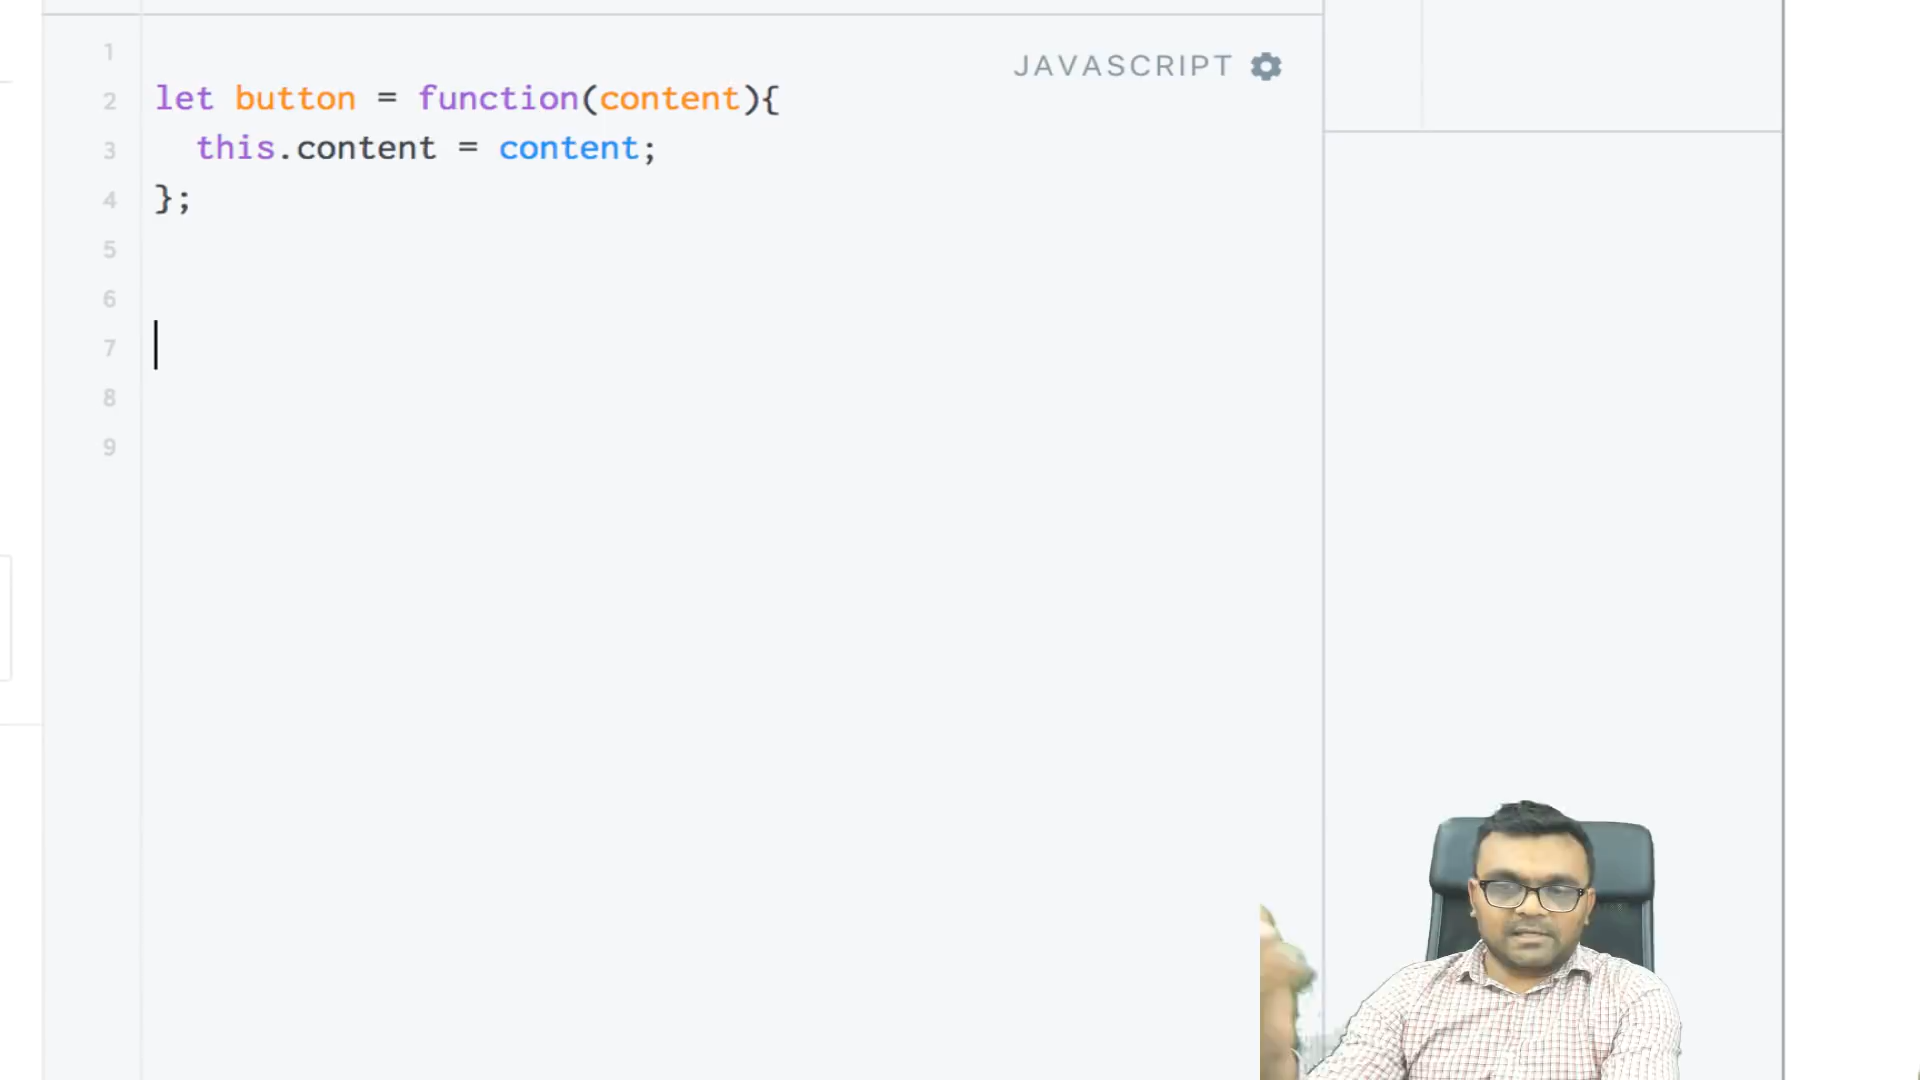 1
JAVASCRIPT
2 let button = function(content){
3   this.content = content;
4 };
5
6
7
8
9